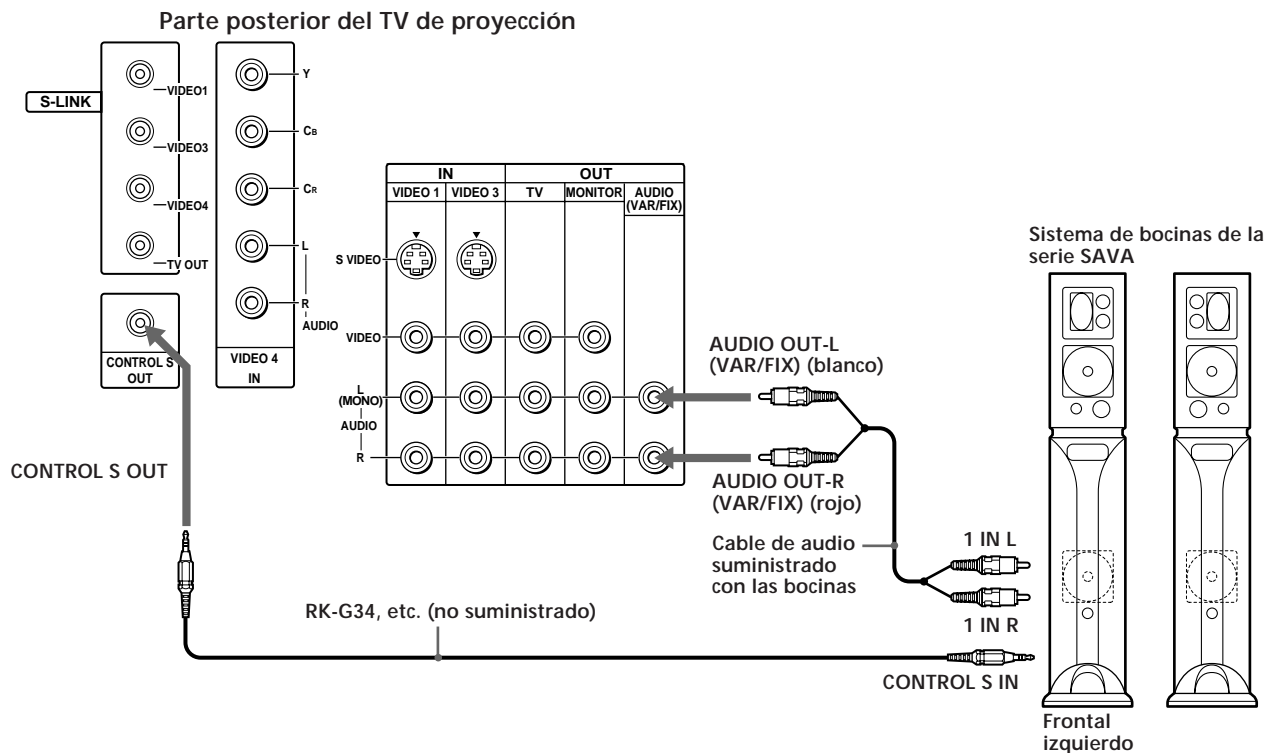 Parte posterior del TV de proyección
S-LINK
VIDEO1
VIDEO3
VIDEO4
TV OUT
CONTROL S
OUT
Y
CB
CR
L
R
AUDIO
VIDEO 4
IN
IN
OUT
VIDEO 1
VIDEO 3
TV
MONITOR
AUDIO
(VAR/FIX)
S VIDEO
VIDEO
L
(MONO)
AUDIO
R
CONTROL S OUT
AUDIO OUT-L
(VAR/FIX) (blanco)
AUDIO OUT-R
(VAR/FIX) (rojo)
Cable de audio
suministrado
con las bocinas
1 IN L
1 IN R
RK-G34, etc. (no suministrado)
CONTROL S IN
Sistema de bocinas de la
serie SAVA
Frontal
izquierdo